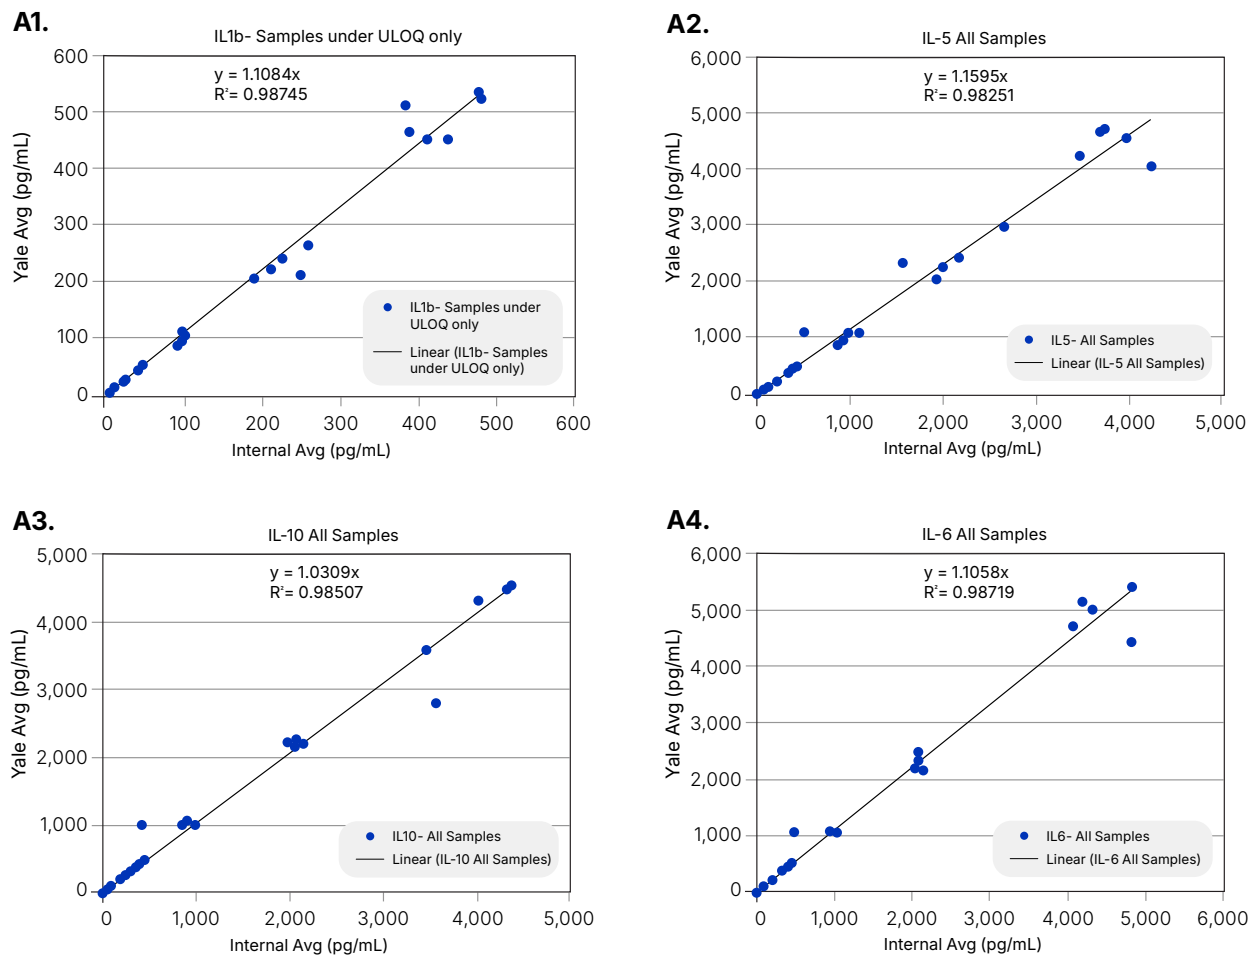 A1.
IL1b- Samples under ULOQ only
y = 1.1084x
R²= 0.98745
600
500
400
300
200
100
0
Yale Avg (pg/mL)
IL1b- Samples under
ULOQ only
Linear (IL1b- Samples
under ULOQ only)
0 100 200 300 400 500 600
Internal Avg (pg/mL)
A2.
IL-5 All Samples
y = 1.1595x
R²= 0.98251
6,000
5,000
4,000
3,000
2,000
1,000
0
Yale Avg (pg/mL)
IL5- All Samples
Linear (IL-5 All Samples)
0 1,000 2,000 3,000 4,000 5,000
Internal Avg (pg/mL)
A3.
IL-10 All Samples
y = 1.0309x
R²= 0.98507
5,000
4,000
3,000
2,000
1,000
0
Yale Avg (pg/mL)
IL10- All Samples
Linear (IL-10 All Samples)
0 1,000 2,000 3,000 4,000 5,000
Internal Avg (pg/mL)
A4.
IL-6 All Samples
y = 1.1058x
R²= 0.98719
6,000
5,000
4,000
3,000
2,000
1,000
0
Yale Avg (pg/mL)
IL6- All Samples
Linear (IL-6 All Samples)
0 1,000 2,000 3,000 4,000 5,000 6,000
Internal Avg (pg/mL)